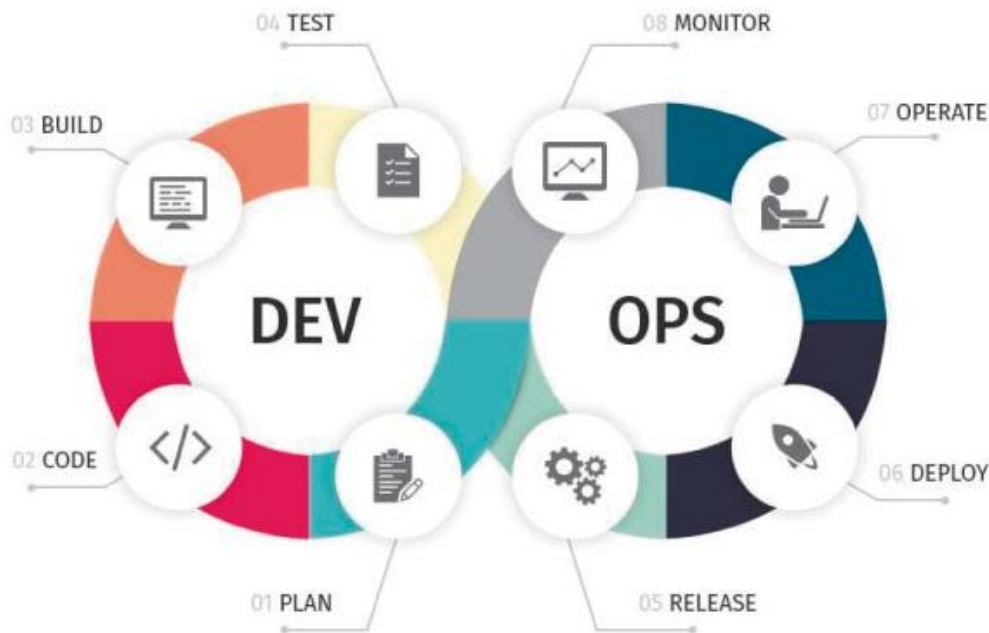 04 TEST
08 MONITOR
03 BUILD
07 OPERATE
DEV
OPS
</>
02 CODE
06 DEPLOY
01 PLAN
05 RELEASE